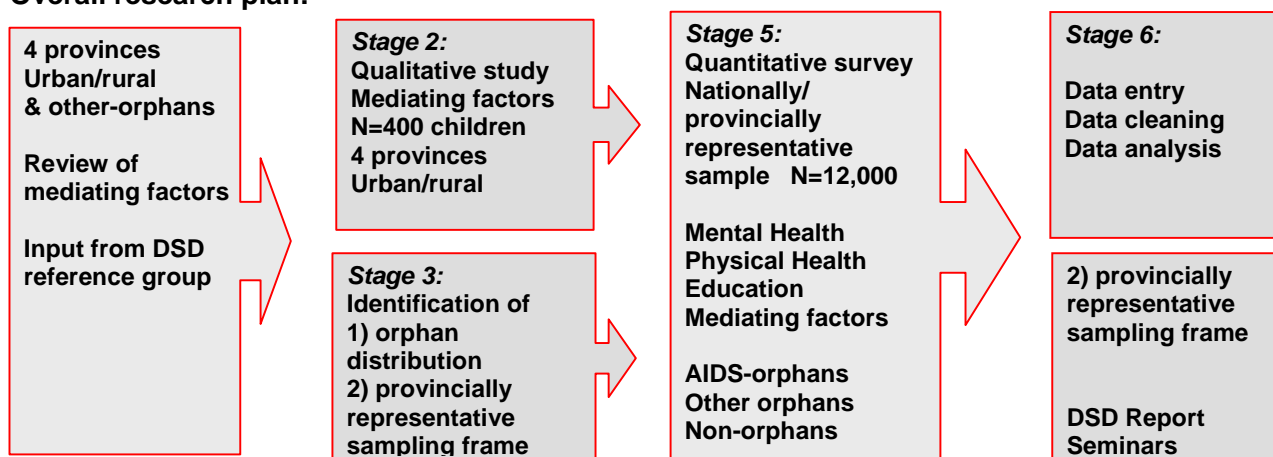 Overall research plan:
4 provinces
Urban/rural
& other-orphans
Review of
mediating factors
Input from DSD
reference group
Stage 2:
Qualitative study
Mediating factors
N=400 children
4 provinces
Urban/rural
Stage 3:
Identification of
1) orphan
distribution
2) provincially
representative
sampling frame
Stage 5:
Quantitative survey
Nationally/
provincially
representative
sample N=12,000
Mental Health
Physical Health
Education
Mediating factors
AIDS-orphans
Other orphans
Non-orphans
Stage 6:
Data entry
Data cleaning
Data analysis
2) provincially
representative
sampling frame
DSD Report
Seminars